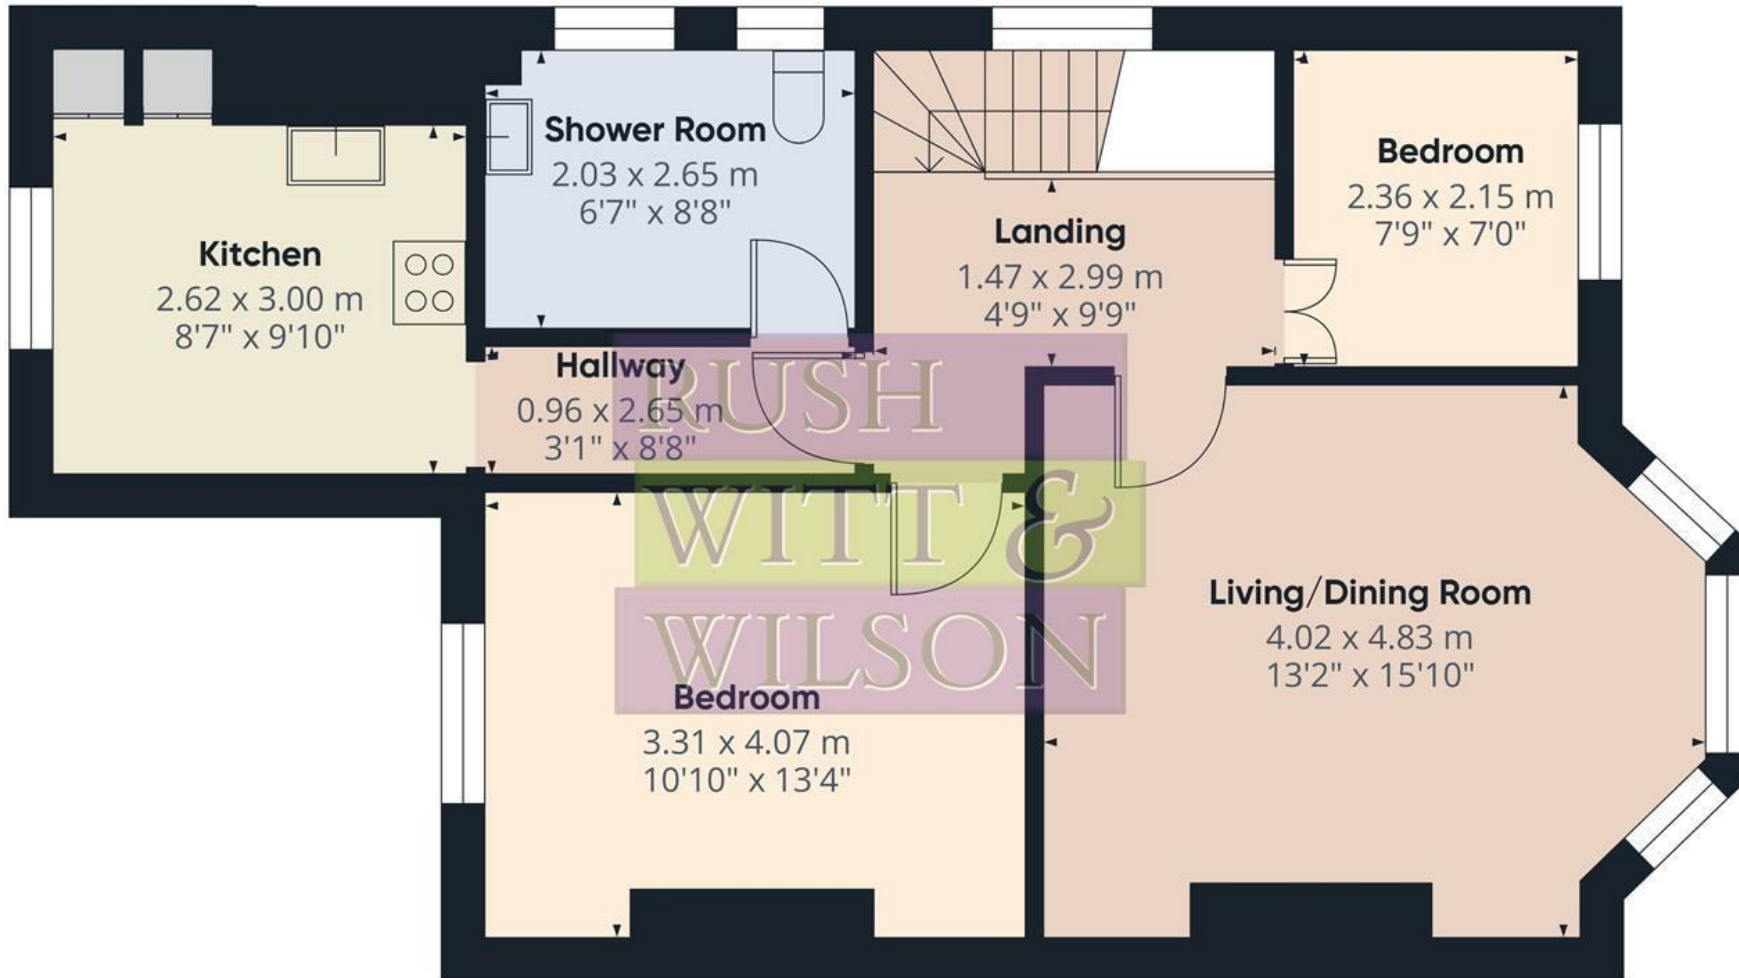 Shower Room
2.03 x 2.65 m
6'7" x 8'8"
Bedroom
2.36 x 2.15 m
7'9" x 7'0"
Kitchen
2.62 x 3.00 m
8'7" x 9'10"
Landing
1.47 x 2.99 m
4'9" x 9'9"
Hallway
0.96 x 2.65 m
3'1" x 8'8"
RUSH
WITT &
WILSON
Living/Dining Room
4.02 x 4.83 m
13'2" x 15'10"
Bedroom
3.31 x 4.07 m
10'10" x 13'4"